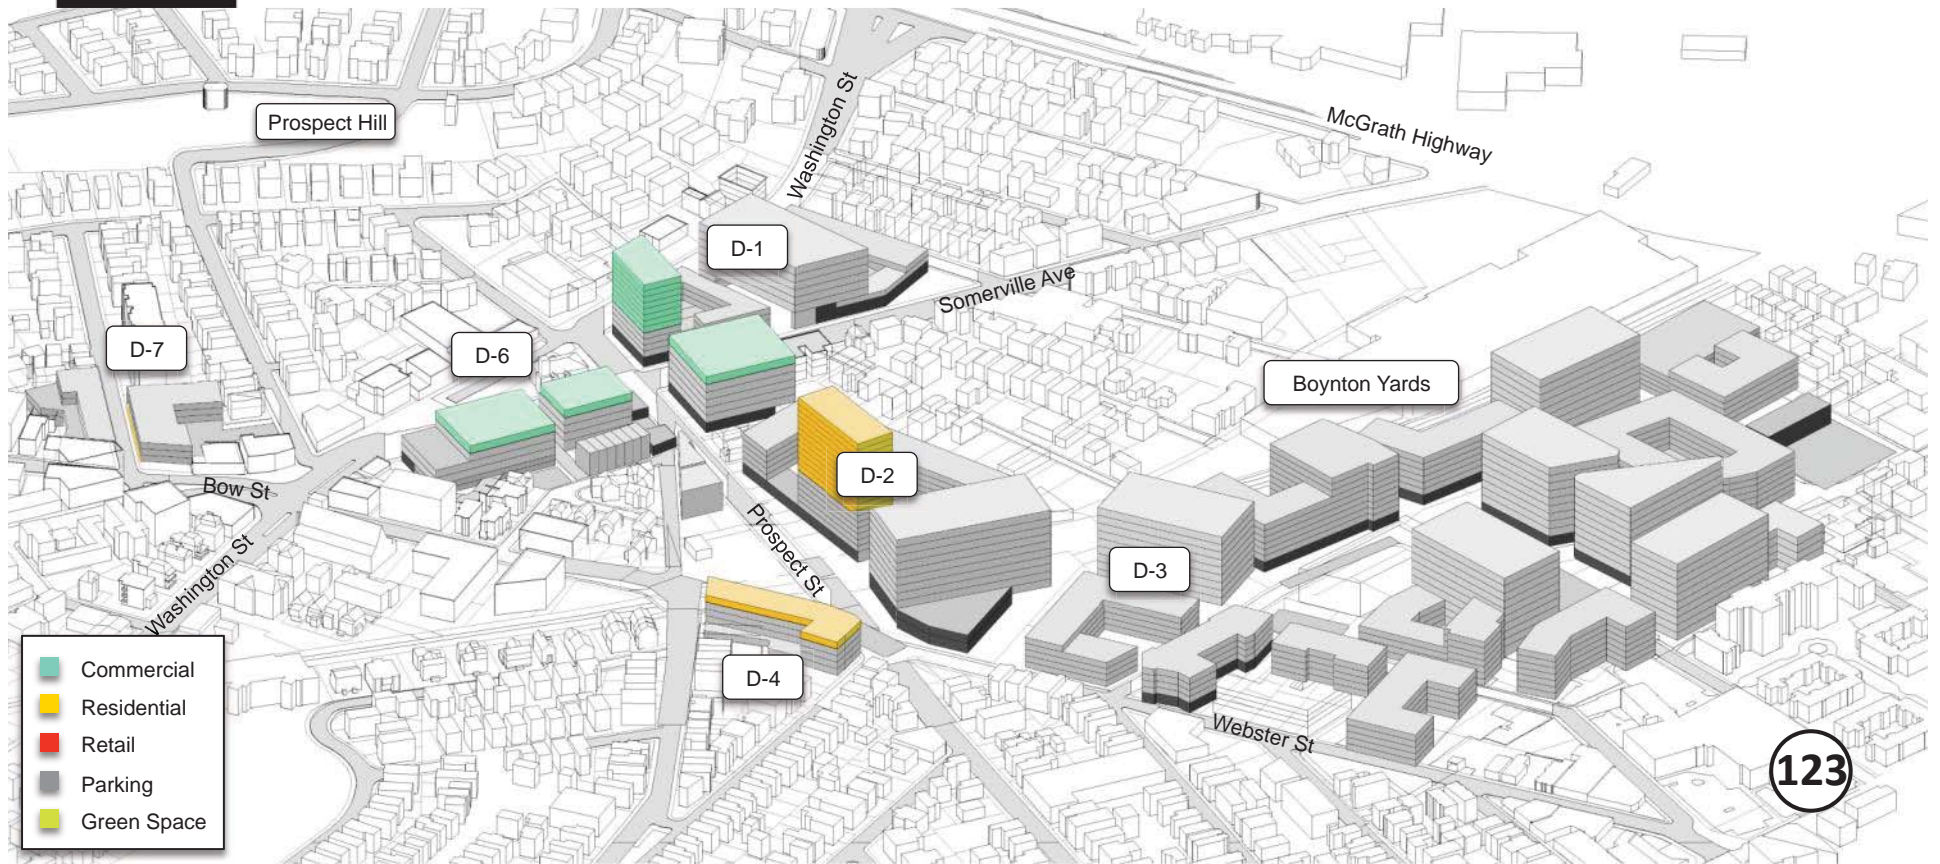 Washington St
McGrath Highway
Prospect Hill
D-1
Somerville Ave
D-7
D-6
Boynton Yards
D-2
Bow St
Prospect St
Washington St
D-3
D-4
Webster St
Commercial
Residential
Retail
Parking
Green Space
123